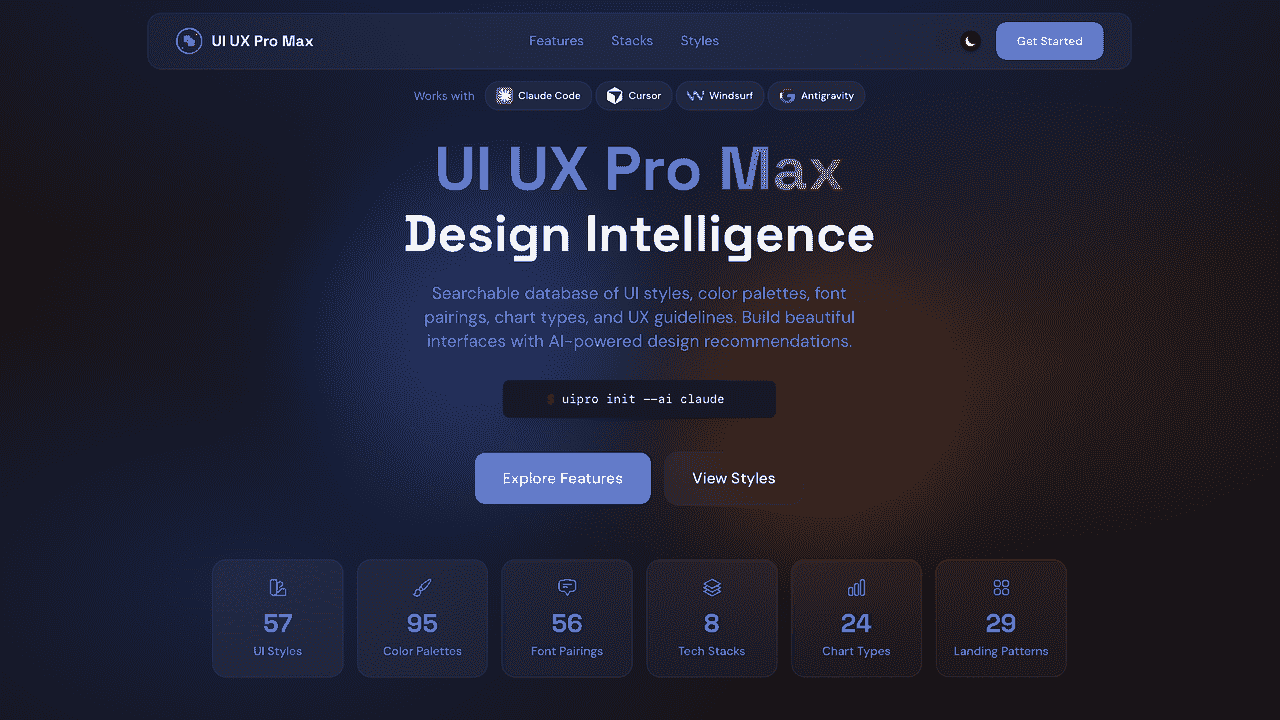 UI UX Pro Max
Features Stacks Styles
Get Started
Works with Claude Code Cursor Windsurf Antigravity
UI UX Pro Max
Design Intelligence
Searchable database of UI styles, color palettes, font
pairings, chart types, and UX guidelines. Build beautiful
interfaces with AI-powered design recommendations.
$ uipro init --ai claude
Explore Features
View Styles
57
UI Styles
95
Color Palettes
56
Font Pairings
8
Tech Stacks
24
Chart Types
29
Landing Patterns